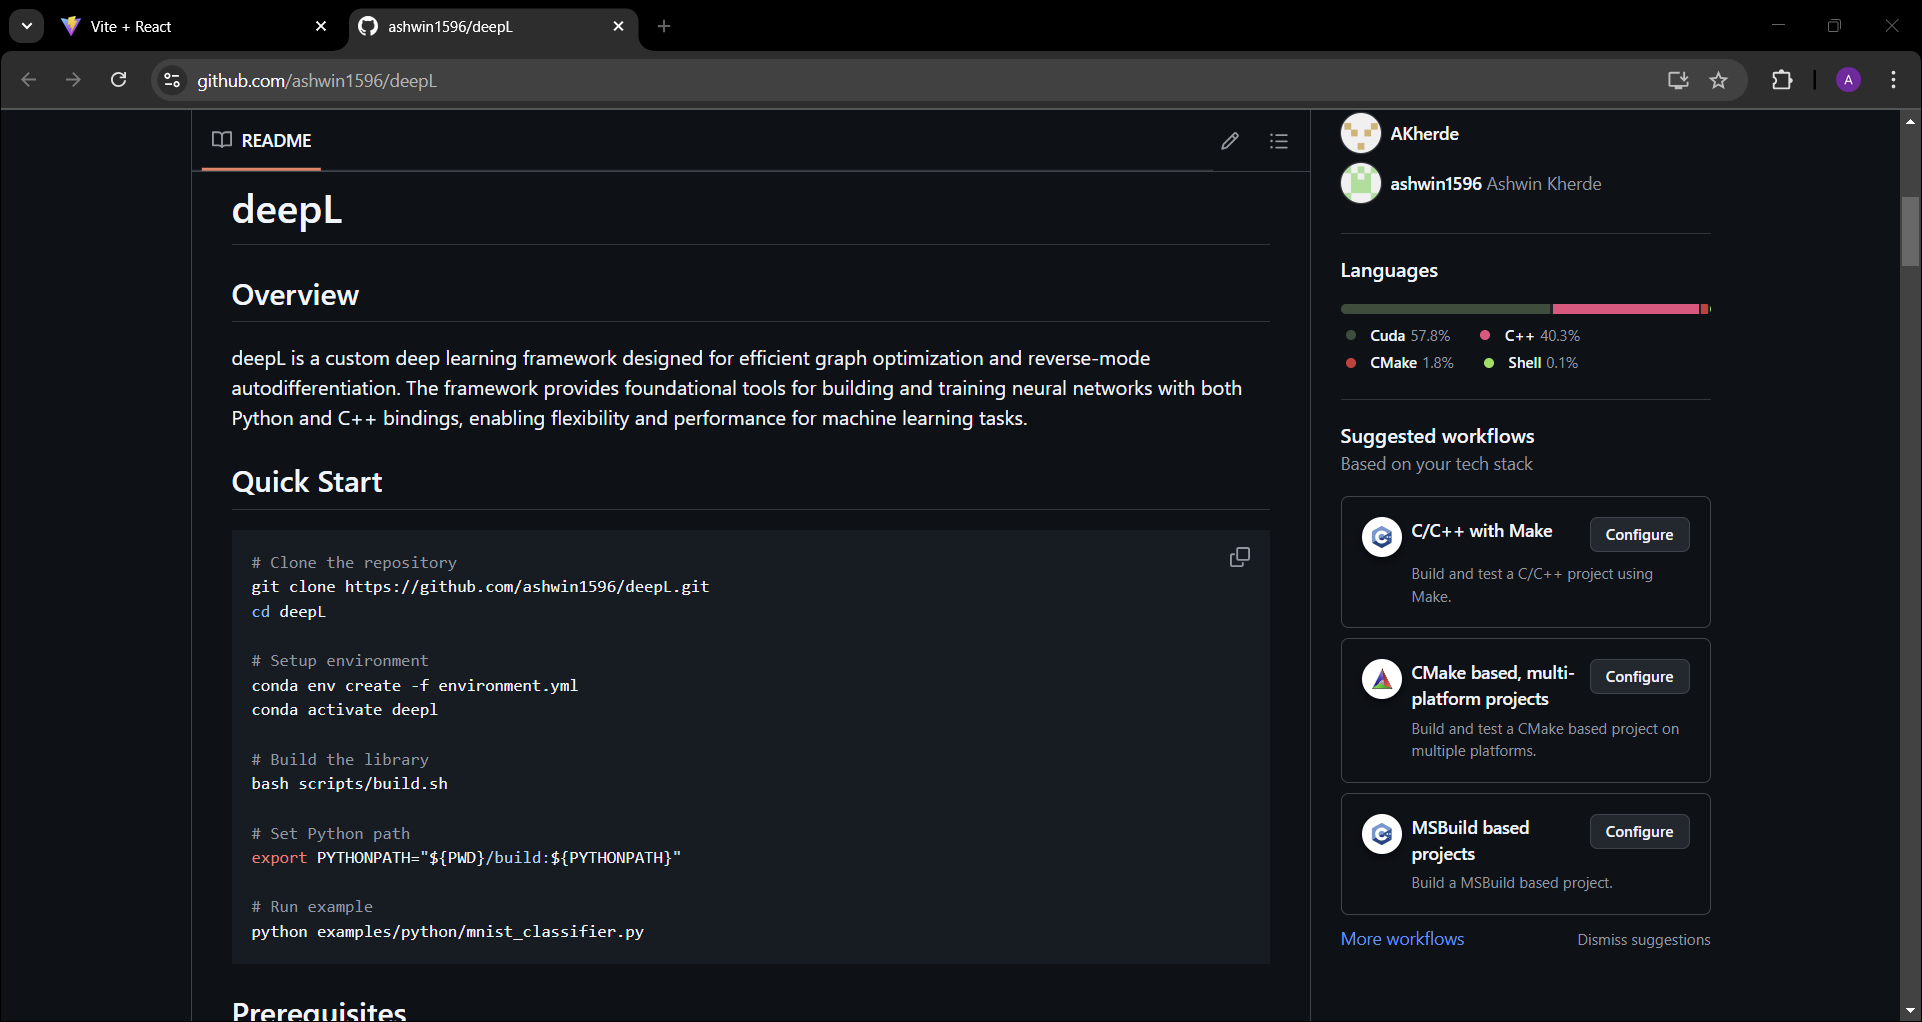 Vite + React
ashwin1596/deepL
github.com/ashwin1596/deepL
A
README
deepL
Overview
deepL is a custom deep learning framework designed for efficient graph optimization and reverse-mode
autodifferentiation. The framework provides foundational tools for building and training neural networks with both
Python and C++ bindings, enabling flexibility and performance for machine learning tasks.
Quick Start
# Clone the repository
git clone https://github.com/ashwin1596/deepL.git
cd deepL
# Setup environment
conda env create -f environment.yml
conda activate deepl
# Build the library
bash scripts/build.sh
# Set Python path
export PYTHONPATH="${PWD}/build:${PYTHONPATH}"
# Run example
python examples/python/mnist_classifier.py
Prerequisites
AKherde
ashwin1596 Ashwin Kherde
Languages
Cuda 57.8% C++ 40.3%
CMake 1.8% Shell 0.1%
Suggested workflows
Based on your tech stack
C/C++ with Make
Configure
Build and test a C/C++ project using
Make.
CMake based, multi-
platform projects
Configure
Build and test a CMake based project on
multiple platforms.
MSBuild based
projects
Configure
Build a MSBuild based project.
More workflows
Dismiss suggestions